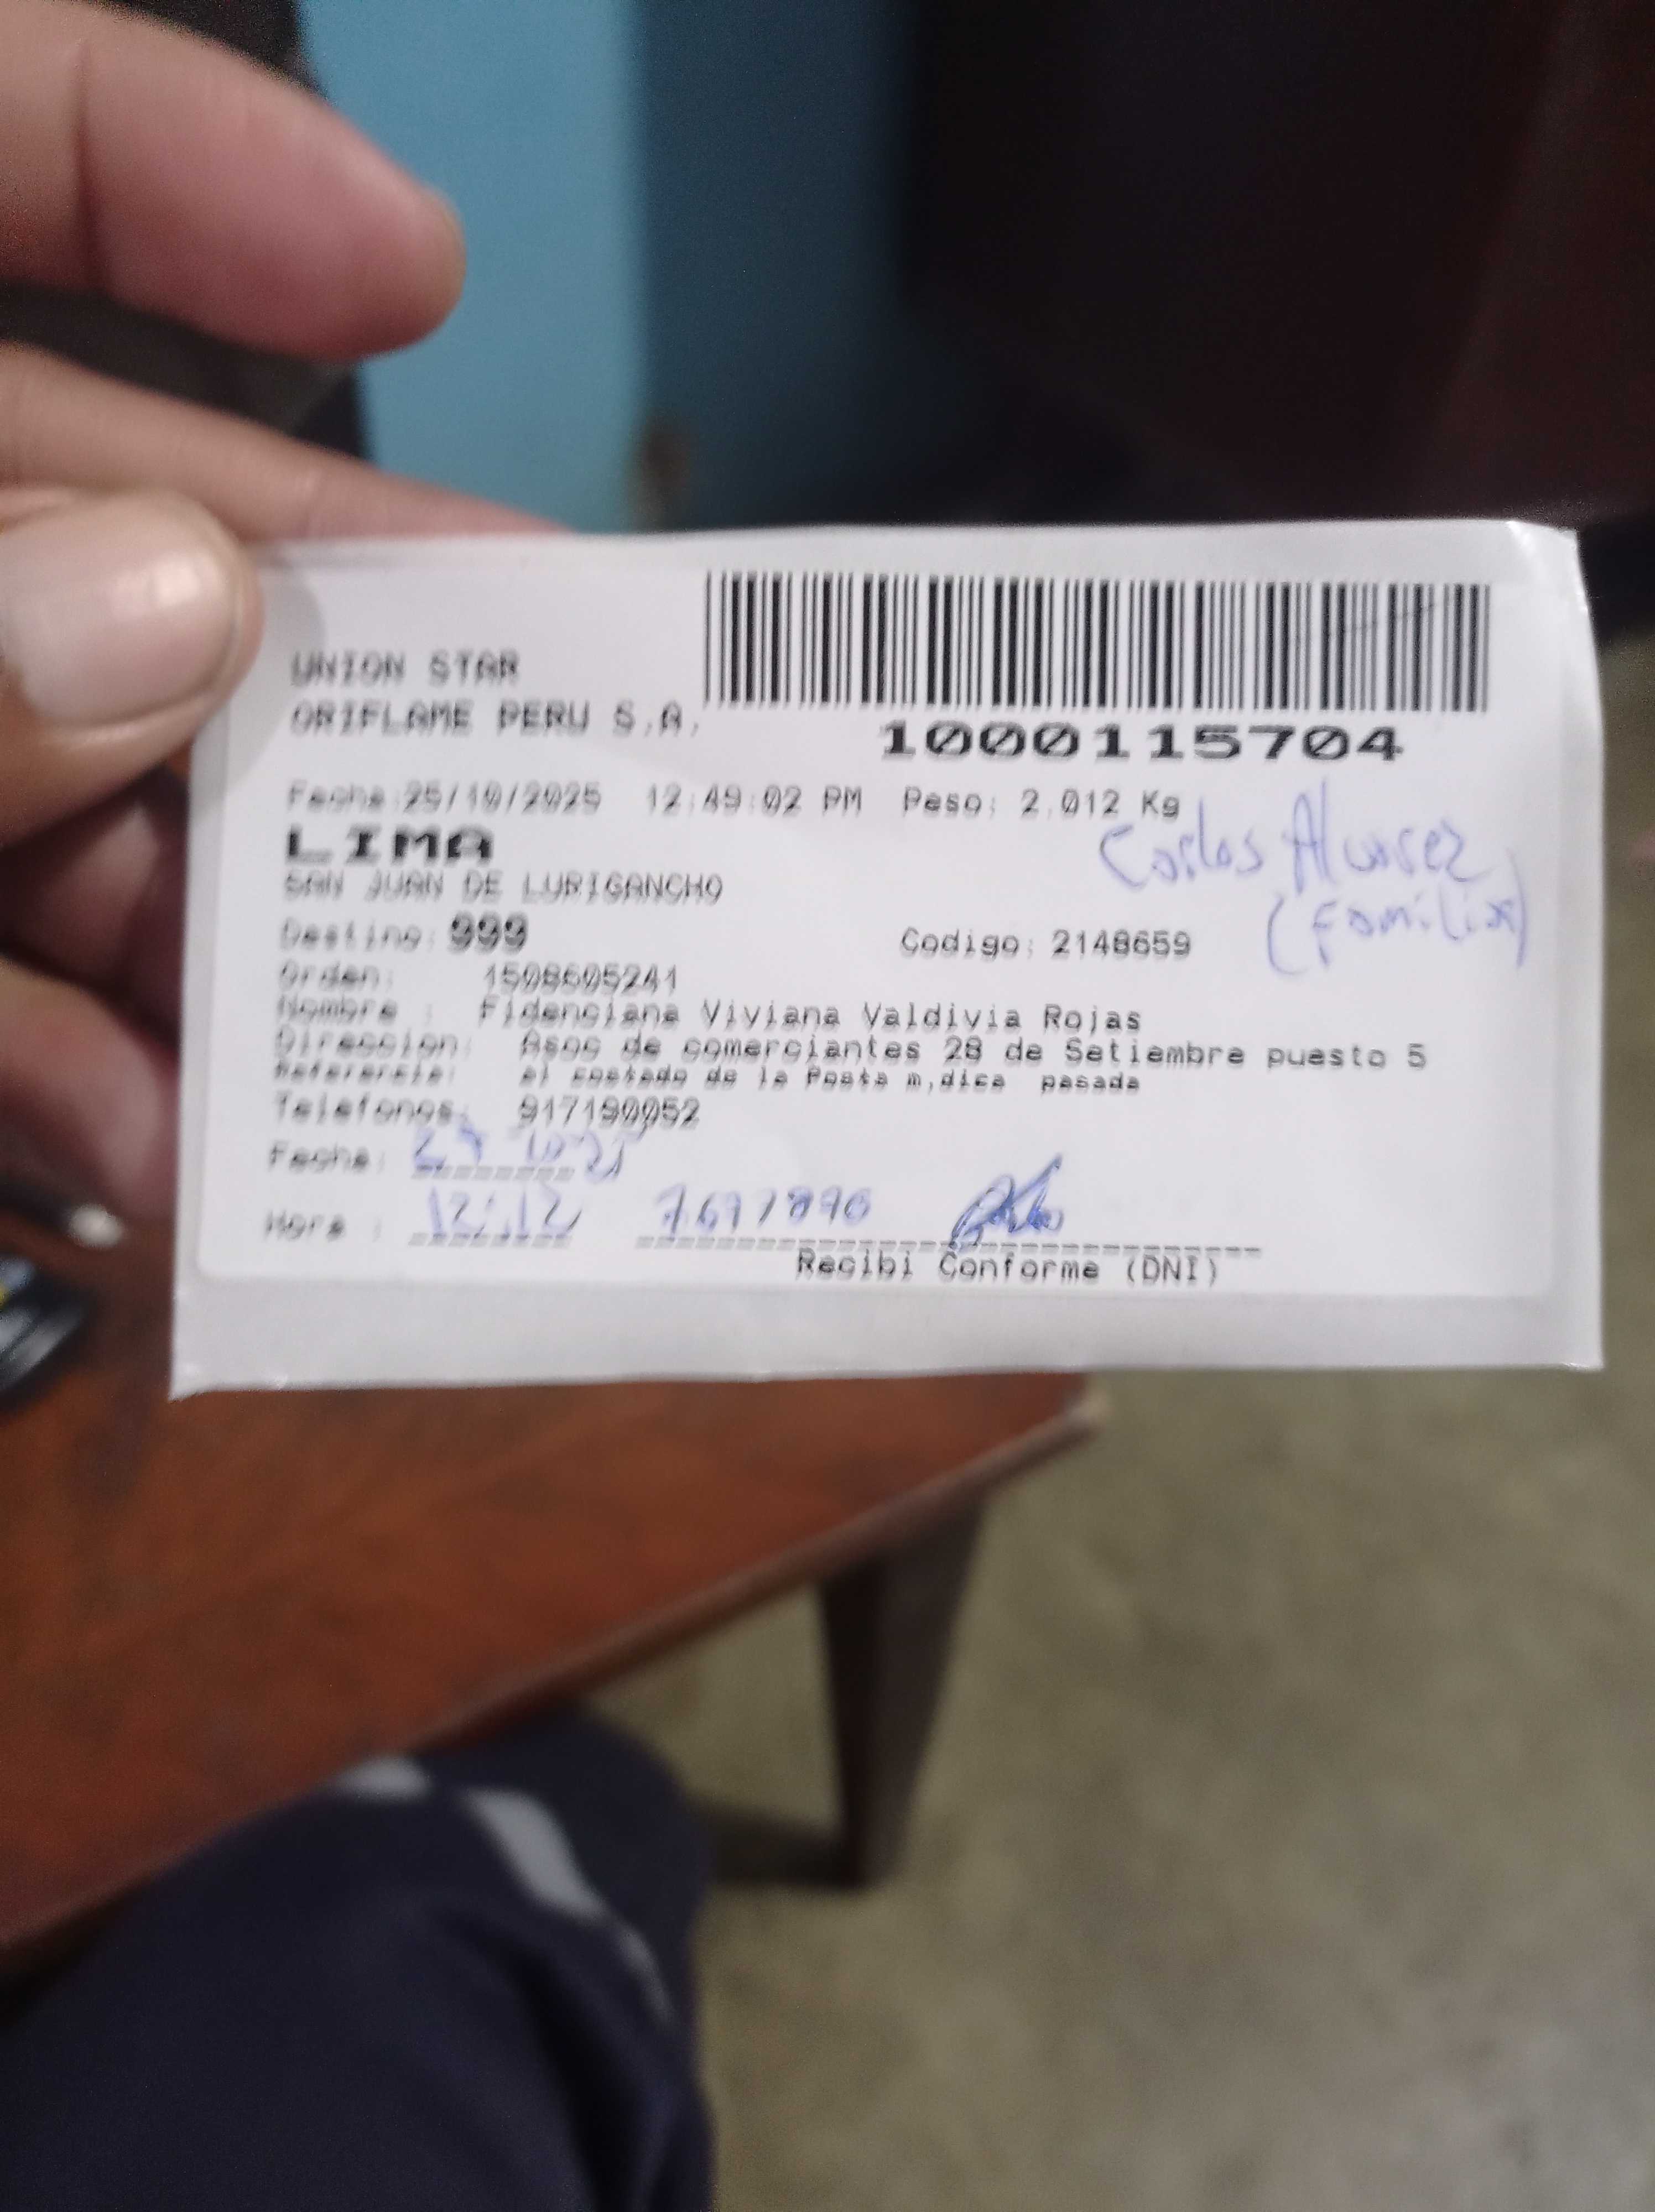 UNION STAR
ORIFLAME PERU S.A.
1000115704
Fecha:25/10/2025 12:49:02 PM Peso: 2.012 Kg
LIMA
Carlos Alvarez
SAN JUAN DE LURIGANCHO
(Familiar)
Destino: 999 Codigo: 2148659
Orden: 1508605241
Nombre : Fidenciana Viviana Valdivia Rojas
Direccion: Asoc de comerciantes 28 de Setiembre puesto 5
Referencia: al costado de la Posta m,dica pasada
Telefonos: 917190052
Fecha:
Hora : 12:12
Recibi Conforme (DNI)